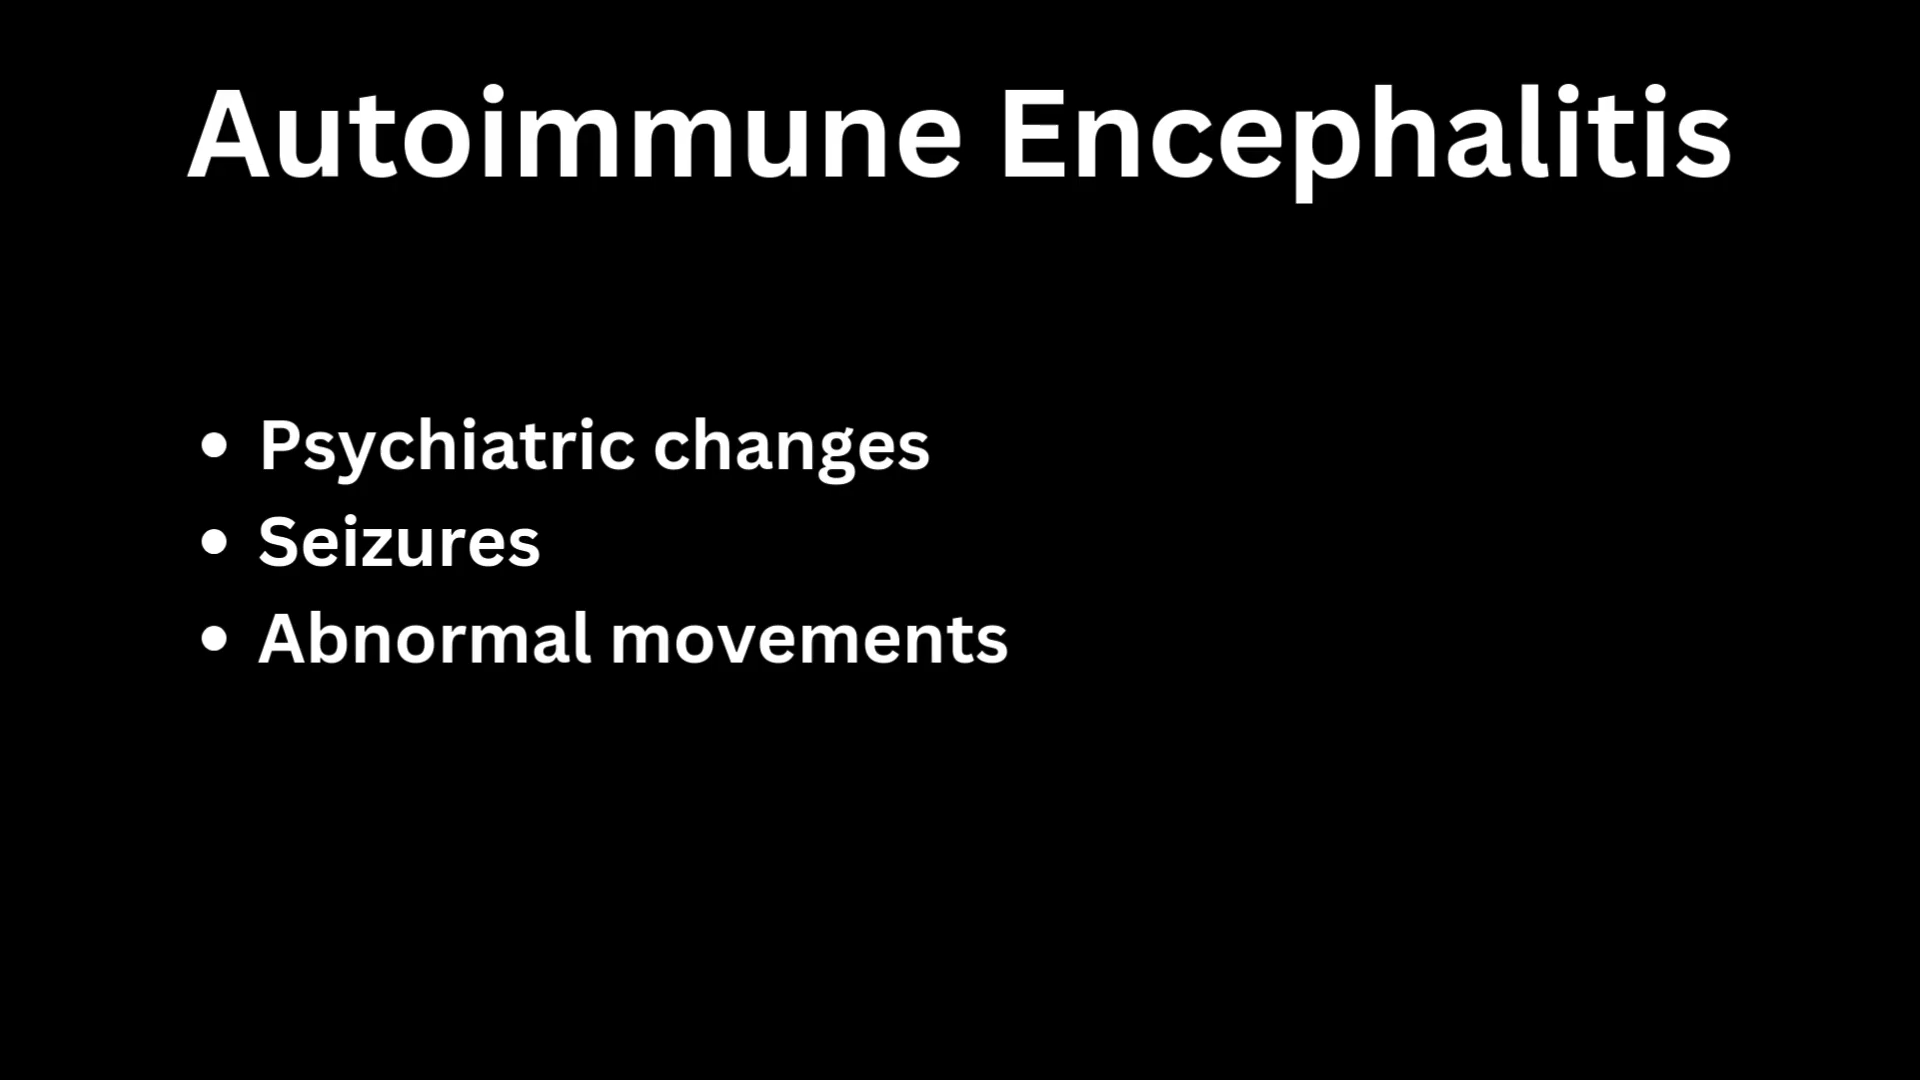 Autoimmune Encephalitis
• Psychiatric changes
• Seizures
• Abnormal movements